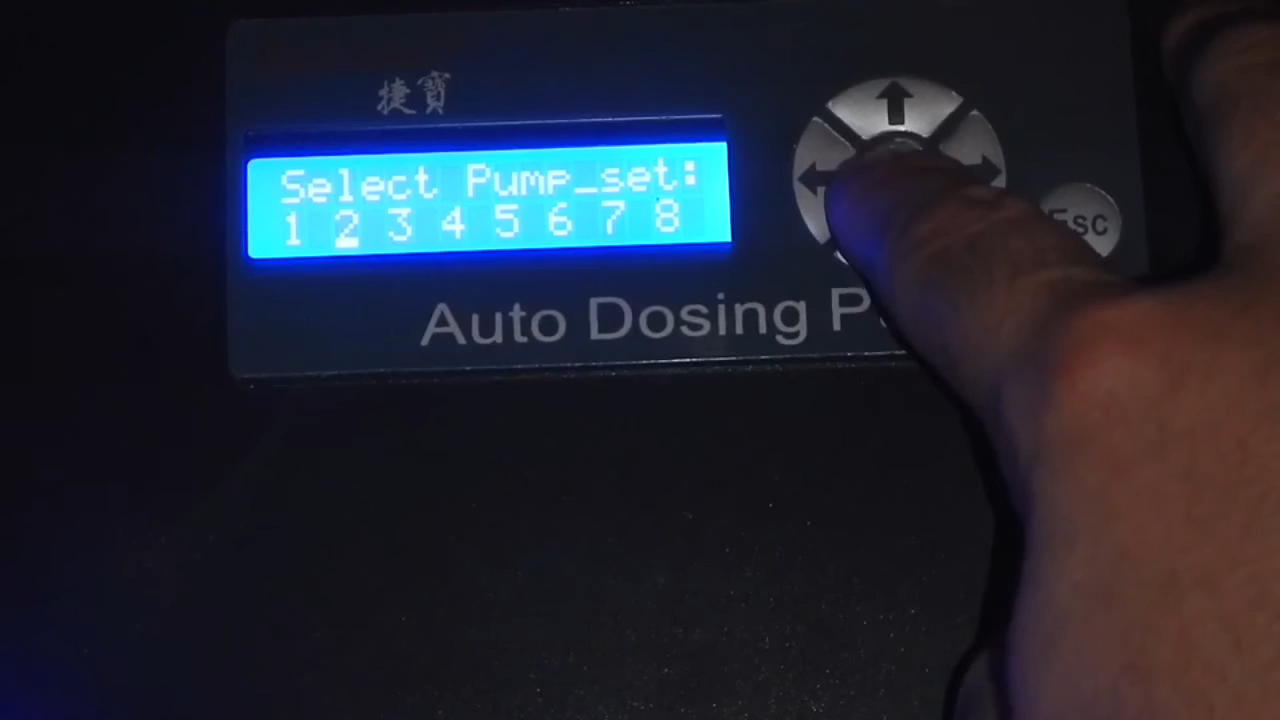 捷寶
Select Pump_set:
1 2 3 4 5 6 7 8
Esc
Auto Dosing